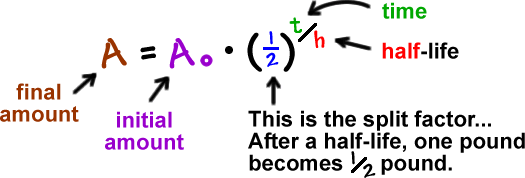 time
A = A₀ · (1/2)^t/h
half-life
final
amount
initial
amount
This is the split factor...
After a half-life, one pound
becomes 1/2 pound.